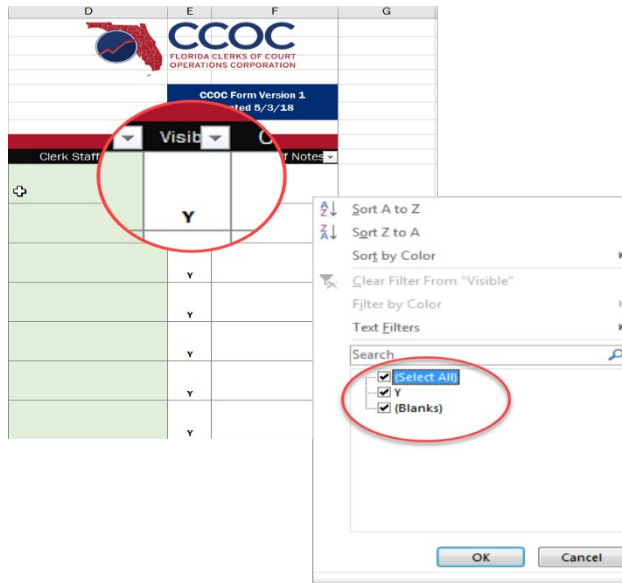 D E F G
CCOC
FLORIDA CLERKS OF COURT
OPERATIONS CORPORATION
CCOC Form Version 1
5/3/18
Visib
Clerk Staff
Notes
Y
Y
Y
Y
Y
Y
Sort A to Z
Sort Z to A
Sort by Color
Clear Filter From "Visible"
Filter by Color
Text Filters
Search
(Select All)
Y
(Blanks)
OK Cancel